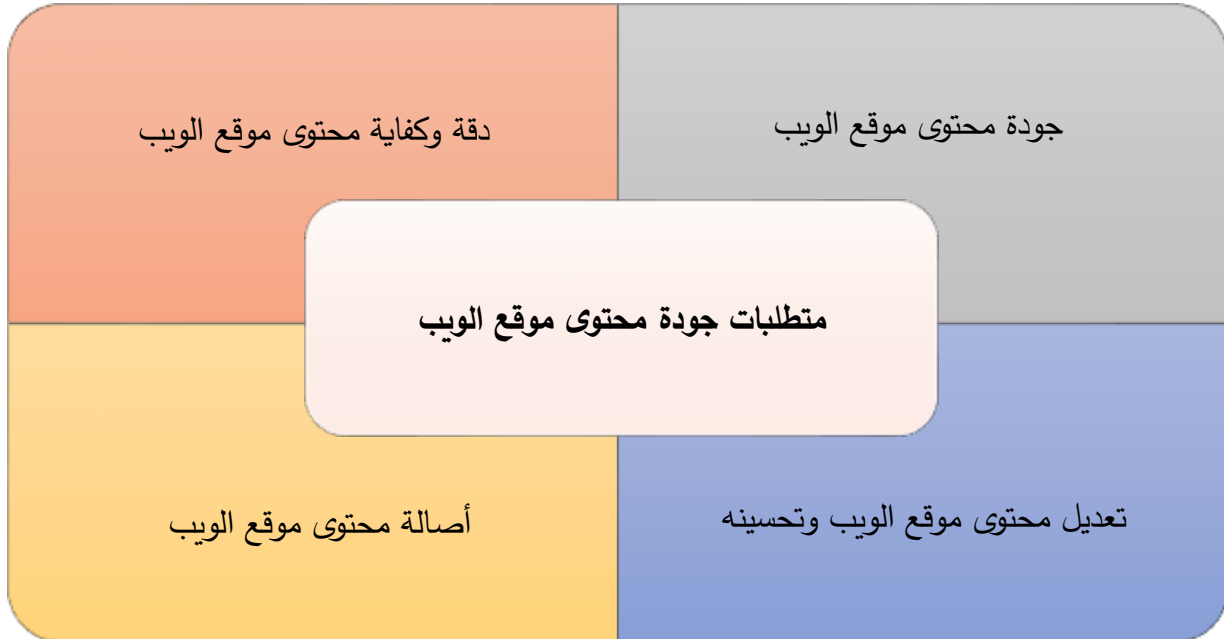 جودة محتوى موقع الويب
دقة وكفاية محتوى موقع الويب
متطلبات جودة محتوى موقع الويب
تعديل محتوى موقع الويب وتحسينه
أصالة محتوى موقع الويب